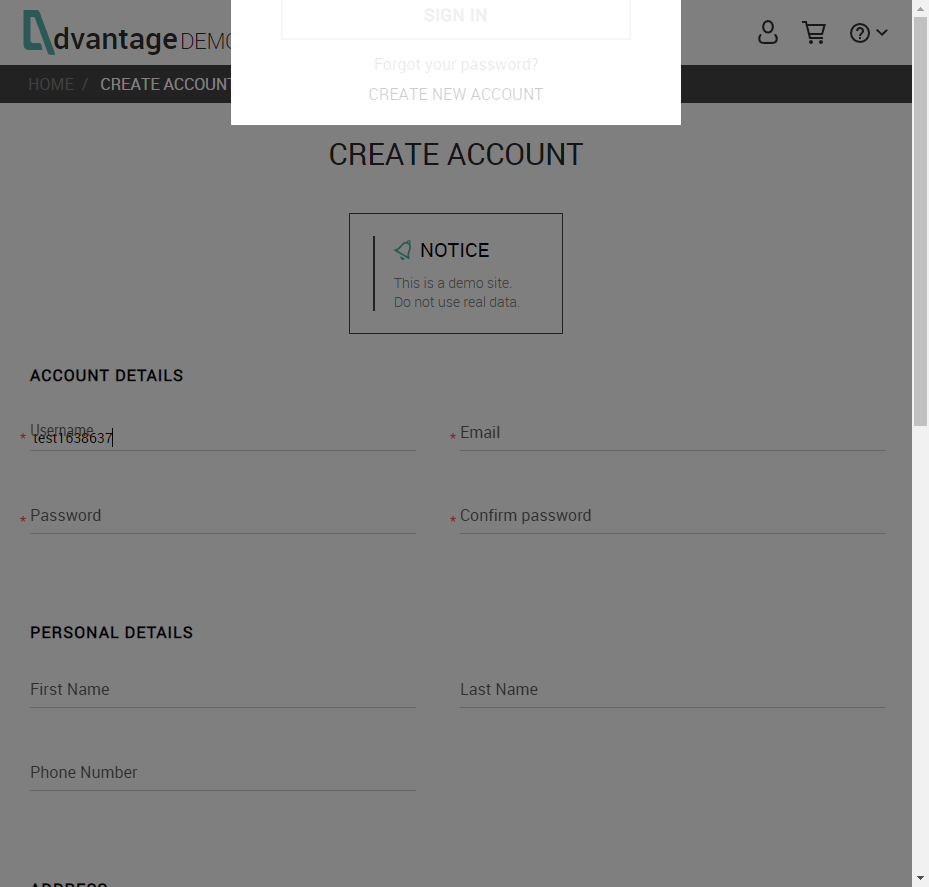 SIGN IN
Forgot your password?
CREATE NEW ACCOUNT
dvantage DEMO
HOME / CREATE ACCOUNT
CREATE ACCOUNT
NOTICE
This is a demo site.
Do not use real data.
ACCOUNT DETAILS
Username
* test1638637
* Email
* Password
* Confirm password
PERSONAL DETAILS
First Name
Last Name
Phone Number
ADDRESS